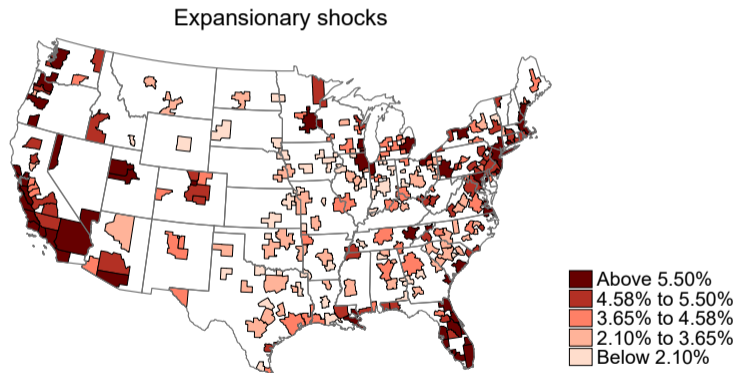 Expansionary shocks
Above 5.50%
4.58% to 5.50%
3.65% to 4.58%
2.10% to 3.65%
Below 2.10%